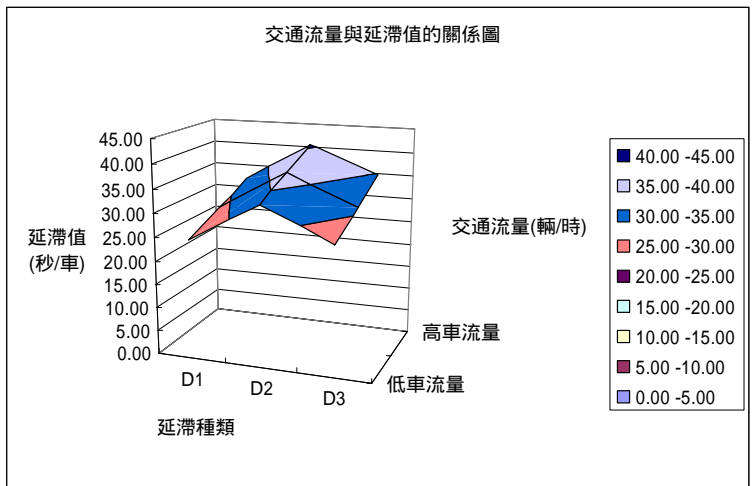 交通流量與延滯值的關係圖
45.00
40.00
35.00
30.00
25.00
20.00
15.00
10.00
5.00
0.00
延滯值
(秒/車)
D1
D2
D3
延滯種類
低車流量
高車流量
交通流量(輛/時)
40.00 -45.00
35.00 -40.00
30.00 -35.00
25.00 -30.00
20.00 -25.00
15.00 -20.00
10.00 -15.00
5.00 -10.00
0.00 -5.00